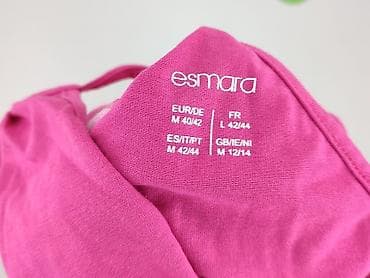 esmara
EUR/DE FR
M 40/42 L 42/44
ES/IT/PT GB/IE/NI
M 42/44 M 12/14